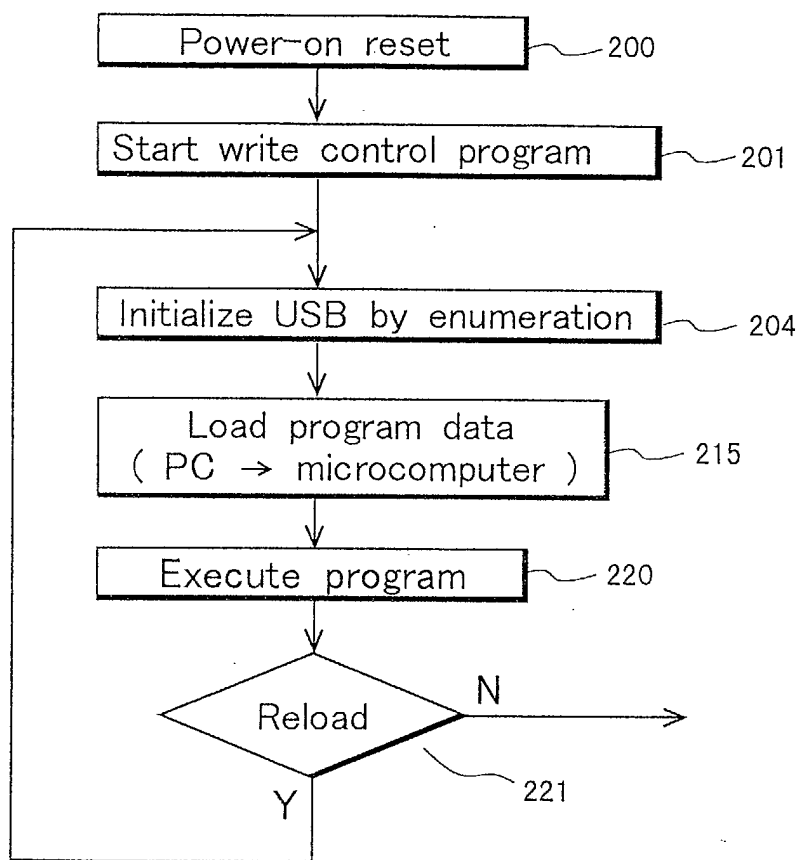 Power-on reset
200
Start write control program
201
Initialize USB by enumeration
204
Load program data
( PC → microcomputer )
215
Execute program
220
Reload
N
221
Y